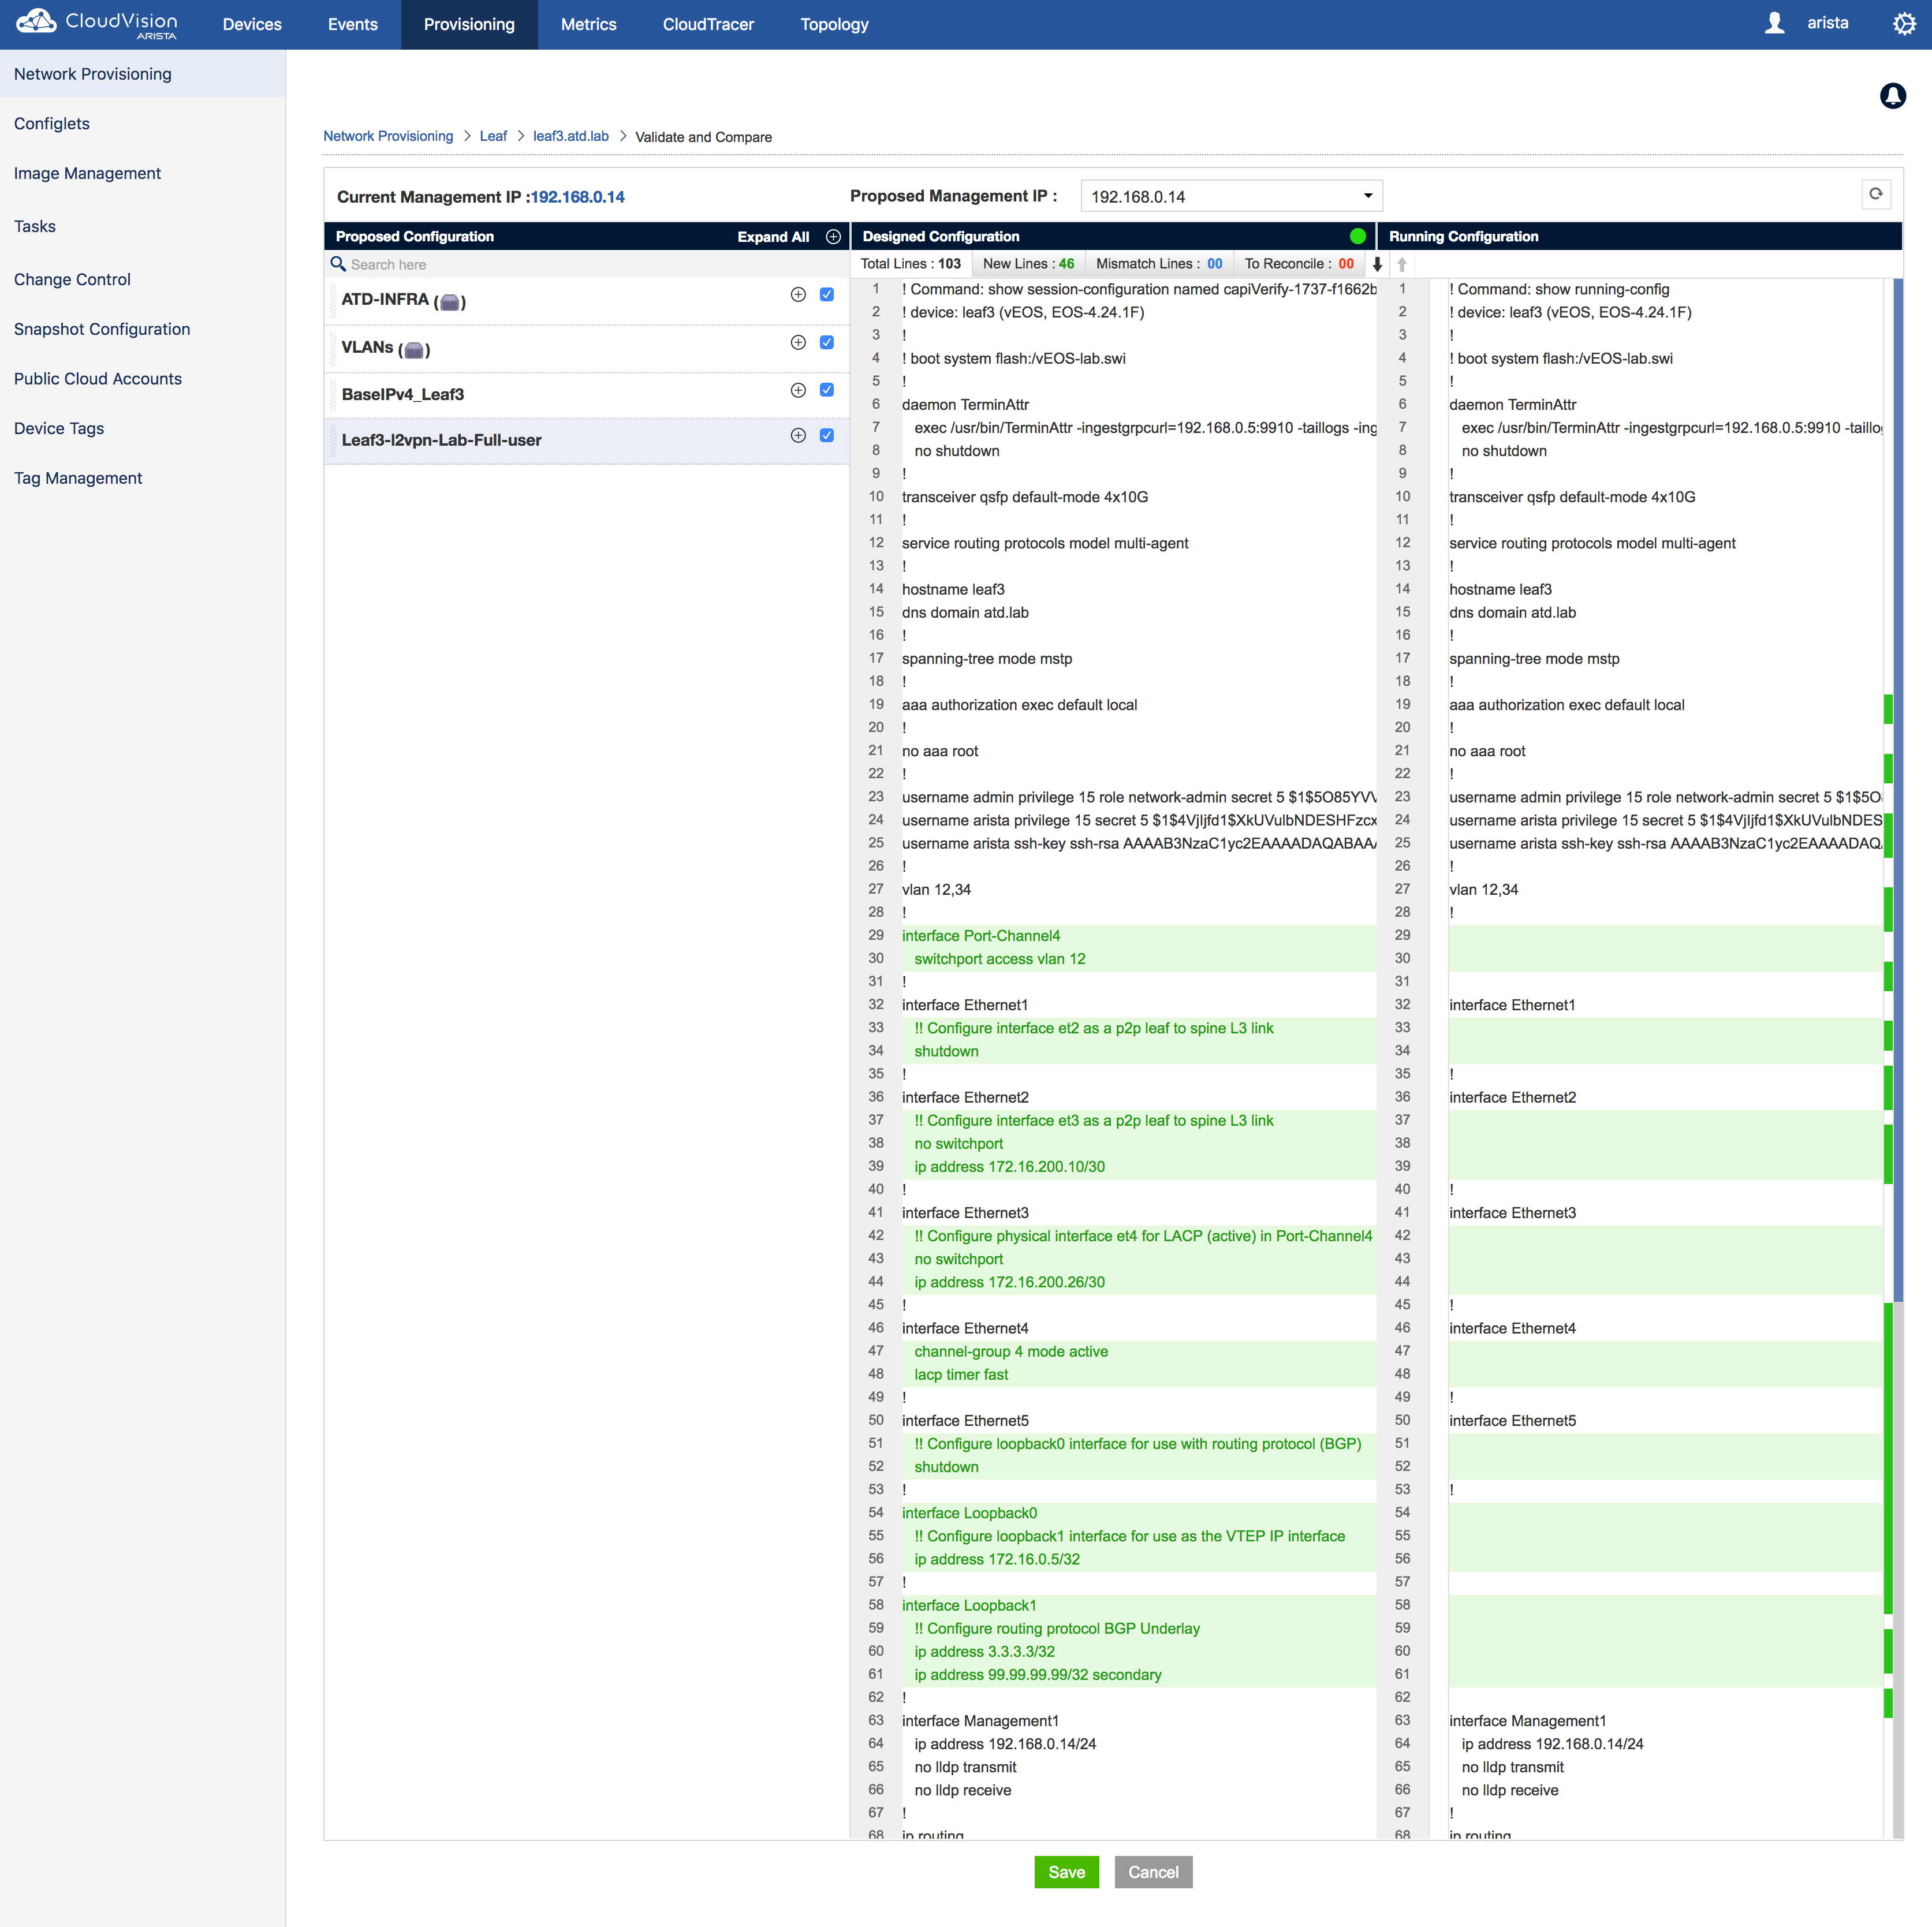 CloudVision
ARISTA
Devices
Events
Provisioning
Metrics
CloudTracer
Topology
arista
Network Provisioning
Configlets
Image Management
Tasks
Change Control
Snapshot Configuration
Public Cloud Accounts
Device Tags
Tag Management
Network Provisioning > Leaf > leaf3.atd.lab > Validate and Compare
Current Management IP :192.168.0.14
Proposed Management IP : 192.168.0.14
Proposed Configuration Expand All
Search here
ATD-INFRA ( )
VLANs ( )
BaseIPv4_Leaf3
Leaf3-l2vpn-Lab-Full-user
Designed Configuration
Total Lines : 103 New Lines : 46 Mismatch Lines : 00 To Reconcile : 00
1 ! Command: show session-configuration named capiVerify-1737-f1662b
2 ! device: leaf3 (vEOS, EOS-4.24.1F)
3 !
4 ! boot system flash:/vEOS-lab.swi
5 !
6 daemon TerminAttr
7 exec /usr/bin/TerminAttr -ingestgrpcurl=192.168.0.5:9910 -taillogs -ing
8 no shutdown
9 !
10 transceiver qsfp default-mode 4x10G
11 !
12 service routing protocols model multi-agent
13 !
14 hostname leaf3
15 dns domain atd.lab
16 !
17 spanning-tree mode mstp
18 !
19 aaa authorization exec default local
20 !
21 no aaa root
22 !
23 username admin privilege 15 role network-admin secret 5
24 username arista privilege 15 secret 5
25 username arista ssh-key ssh-rsa
26 !
27 vlan 12,34
28 !
29 interface Port-Channel4
30 switchport access vlan 12
31 !
32 interface Ethernet1
33 !! Configure interface et2 as a p2p leaf to spine L3 link
34 shutdown
35 !
36 interface Ethernet2
37 !! Configure interface et3 as a p2p leaf to spine L3 link
38 no switchport
39 ip address 172.16.200.10/30
40 !
41 interface Ethernet3
42 !! Configure physical interface et4 for LACP (active) in Port-Channel4
43 no switchport
44 ip address 172.16.200.26/30
45 !
46 interface Ethernet4
47 channel-group 4 mode active
48 lacp timer fast
49 !
50 interface Ethernet5
51 !! Configure loopback0 interface for use with routing protocol (BGP)
52 shutdown
53 !
54 interface Loopback0
55 !! Configure loopback1 interface for use as the VTEP IP interface
56 ip address 172.16.0.5/32
57 !
58 interface Loopback1
59 !! Configure routing protocol BGP Underlay
60 ip address 3.3.3.3/32
61 ip address 99.99.99.99/32 secondary
62 !
63 interface Management1
64 ip address 192.168.0.14/24
65 no lldp transmit
66 no lldp receive
67 !
68 ip routing
Running Configuration
1 ! Command: show running-config
2 ! device: leaf3 (vEOS, EOS-4.24.1F)
3 !
4 ! boot system flash:/vEOS-lab.swi
5 !
6 daemon TerminAttr
7 exec /usr/bin/TerminAttr -ingestgrpcurl=192.168.0.5:9910 -taillo
8 no shutdown
9 !
10 transceiver qsfp default-mode 4x10G
11 !
12 service routing protocols model multi-agent
13 !
14 hostname leaf3
15 dns domain atd.lab
16 !
17 spanning-tree mode mstp
18 !
19 aaa authorization exec default local
20 !
21 no aaa root
22 !
23 username admin privilege 15 role network-admin secret 5
24 username arista privilege 15 secret 5
25 username arista ssh-key ssh-rsa
26 !
27 vlan 12,34
28 !
29
30
31
32 interface Ethernet1
33
34
35 !
36 interface Ethernet2
37
38
39
40 !
41 interface Ethernet3
42
43
44
45 !
46 interface Ethernet4
47
48
49 !
50 interface Ethernet5
51
52
53 !
54
55
56
57
58
59
60
61
62
63 interface Management1
64 ip address 192.168.0.14/24
65 no lldp transmit
66 no lldp receive
67 !
68 ip routing
Save
Cancel